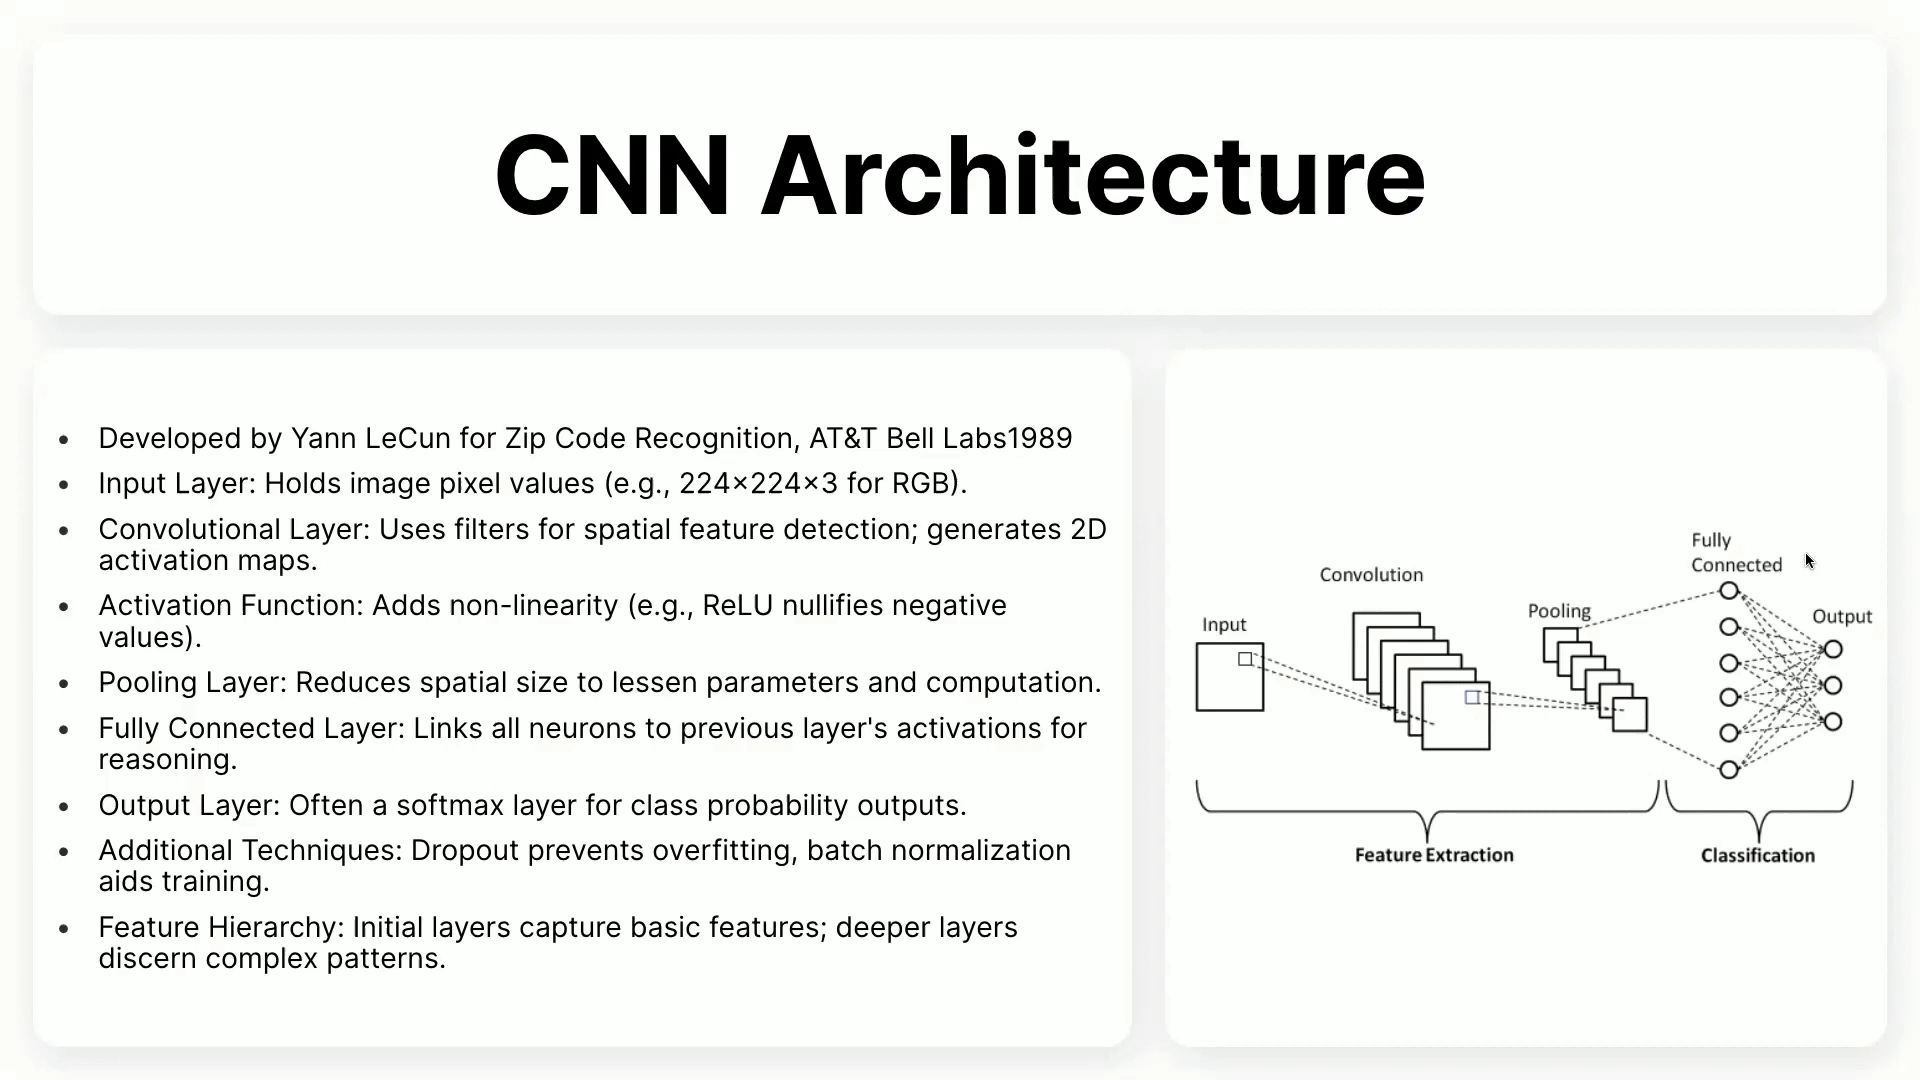 CNN Architecture
• Developed by Yann LeCun for Zip Code Recognition, AT&T Bell Labs1989
• Input Layer: Holds image pixel values (e.g., 224×224×3 for RGB).
• Convolutional Layer: Uses filters for spatial feature detection; generates 2D
activation maps.
• Activation Function: Adds non-linearity (e.g., ReLU nullifies negative
values).
• Pooling Layer: Reduces spatial size to lessen parameters and computation.
• Fully Connected Layer: Links all neurons to previous layer's activations for
reasoning.
• Output Layer: Often a softmax layer for class probability outputs.
• Additional Techniques: Dropout prevents overfitting, batch normalization
aids training.
• Feature Hierarchy: Initial layers capture basic features; deeper layers
discern complex patterns.
Input
Convolution
Pooling
Fully
Connected
Output
Feature Extraction
Classification